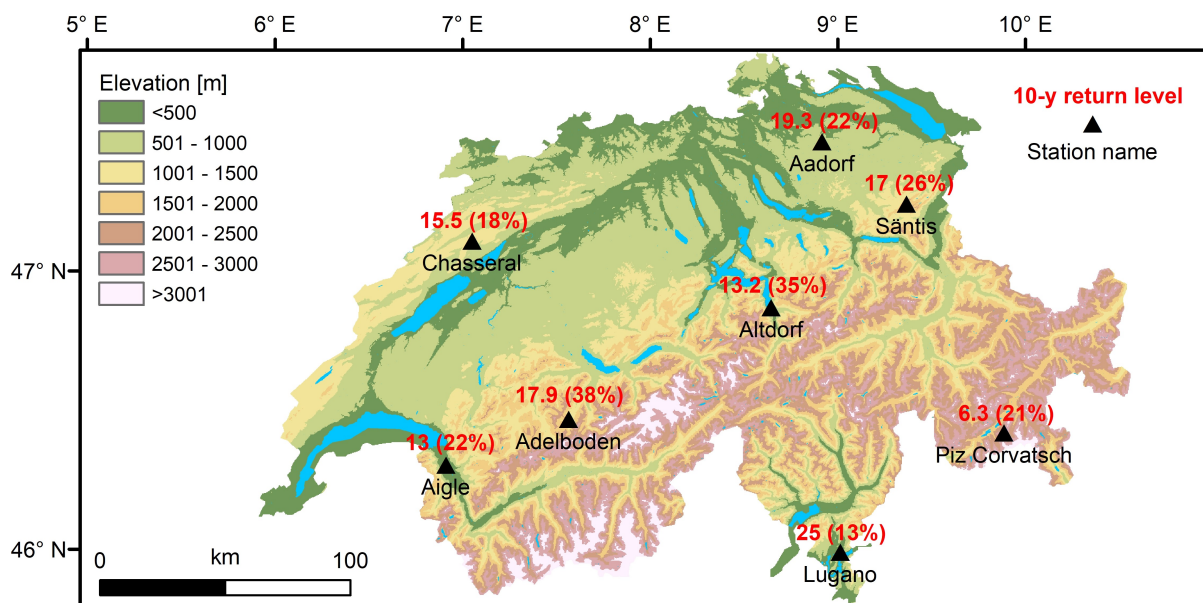 5° E
6° E
7° E
8° E
9° E
10° E
Elevation [m]
<500
501 - 1000
1001 - 1500
1501 - 2000
2001 - 2500
2501 - 3000
>3001
10-y return level
Station name
19.3 (22%)
Aadorf
17 (26%)
Säntis
15.5 (18%)
Chasseral
47° N
13.2 (35%)
Altdorf
17.9 (38%)
Adelboden
6.3 (21%)
Piz Corvatsch
13 (22%)
Aigle
25 (13%)
Lugano
46° N
0
km
100